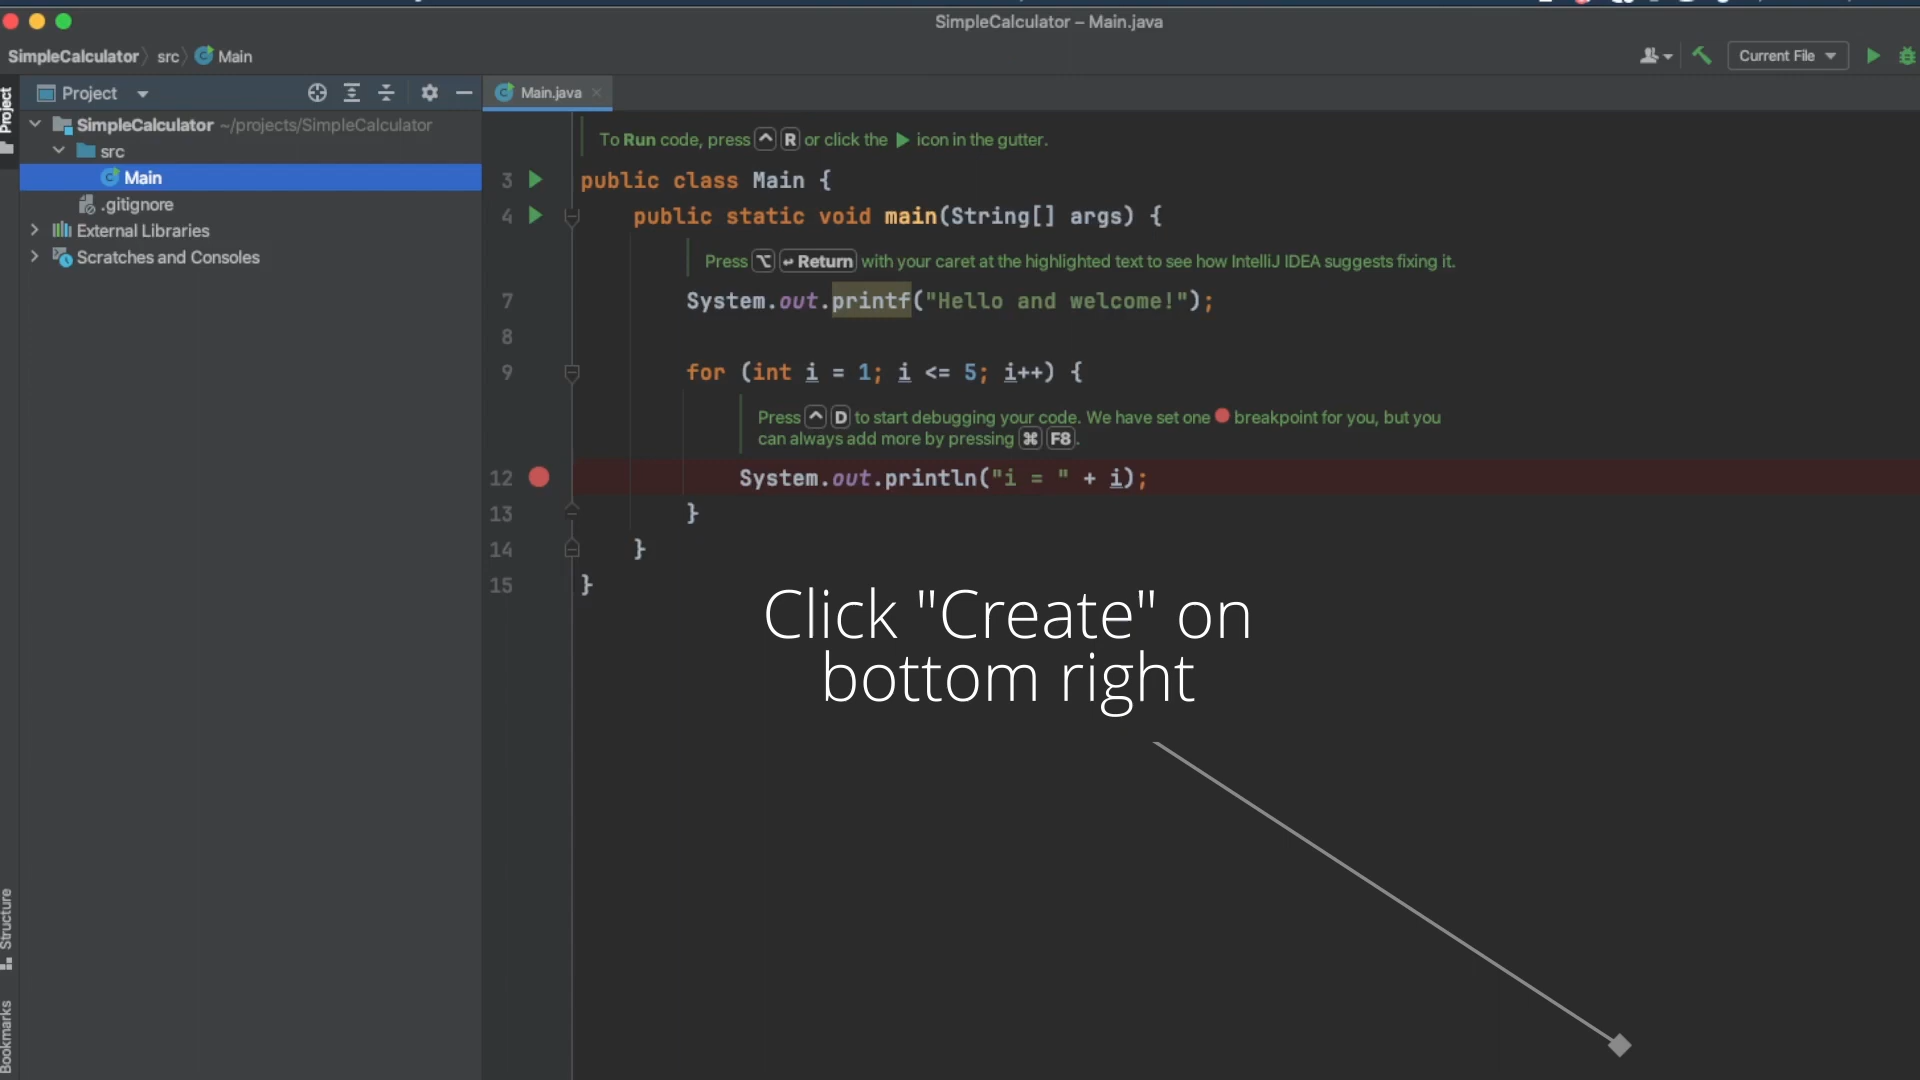 SimpleCalculator – Main.java
SimpleCalculator src Main
Current File
Project
Project
Main.java
SimpleCalculator ~/projects/SimpleCalculator
src
Main
.gitignore
External Libraries
Scratches and Consoles
Structure
Bookmarks
To Run code, press ^ R or click the icon in the gutter.
3 public class Main {
4 public static void main(String[] args) {
Press ⌥ ↩ Return with your caret at the highlighted text to see how IntelliJ IDEA suggests fixing it.
7 System.out.printf("Hello and welcome!");
8
9 for (int i = 1; i <= 5; i++) {
Press ^ D to start debugging your code. We have set one breakpoint for you, but you
can always add more by pressing ⌘ F8.
12 System.out.println("i = " + i);
13 }
14 }
15 }
Click "Create" on
bottom right